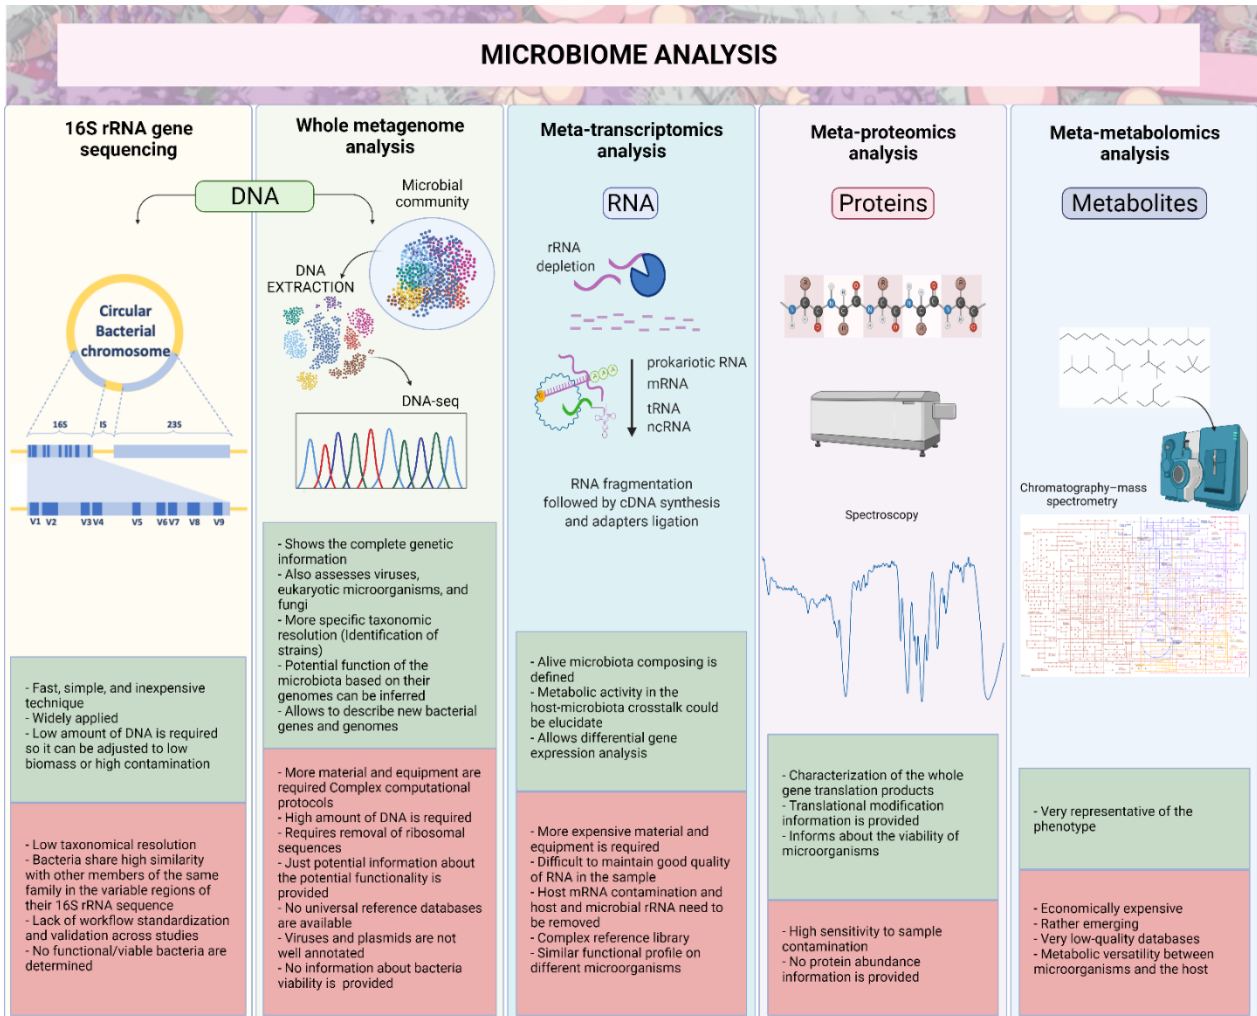 MICROBIOME ANALYSIS
16S rRNA gene
sequencing
DNA
Circular
Bacterial
chromosome
16S
IS
23S
V1
V2
V3
V4
V5
V6
V7
V8
V9
- Fast, simple, and inexpensive
technique
- Widely applied
- Low amount of DNA is required
so it can be adjusted to low
biomass or high contamination
- Low taxonomical resolution
- Bacteria share high similarity
with other members of the same
family in the variable regions of
their 16S rRNA sequence
- Lack of workflow standardization
and validation across studies
- No functional/viable bacteria are
determined
Whole metagenome
analysis
Microbial
community
DNA
EXTRACTION
DNA-seq
- Shows the complete genetic
information
- Also assesses viruses,
eukaryotic microorganisms, and
fungi
- More specific taxonomic
resolution (Identification of
strains)
- Potential function of the
microbiota based on their
genomes can be inferred
- Allows to describe new bacterial
genes and genomes
- More material and equipment are
required Complex computational
protocols
- High amount of DNA is required
- Requires removal of ribosomal
sequences
- Just potential information about
the potential functionality is
provided
- No universal reference databases
are available
- Viruses and plasmids are not
well annotated
- No information about bacteria
viability is provided
Meta-transcriptomics
analysis
RNA
rRNA
depletion
prokariotic RNA
mRNA
tRNA
ncRNA
A A A
RNA fragmentation
followed by cDNA synthesis
and adapters ligation
- Alive microbiota composing is
defined
- Metabolic activity in the
host-microbiota crosstalk could
be elucidate
- Allows differential gene
expression analysis
- More expensive material and
equipment is required
- Difficult to maintain good quality
of RNA in the sample
- Host mRNA contamination and
host and microbial rRNA need to
be removed
- Complex reference library
- Similar functional profile on
different microorganisms
Meta-proteomics
analysis
Proteins
Spectroscopy
- Characterization of the whole
gene translation products
- Translational modification
information is provided
- Informs about the viability of
microorganisms
- High sensitivity to sample
contamination
- No protein abundance
information is provided
Meta-metabolomics
analysis
Metabolites
Chromatography–mass
spectrometry
- Very representative of the
phenotype
- Economically expensive
- Rather emerging
- Very low-quality databases
- Metabolic versatility between
microorganisms and the host